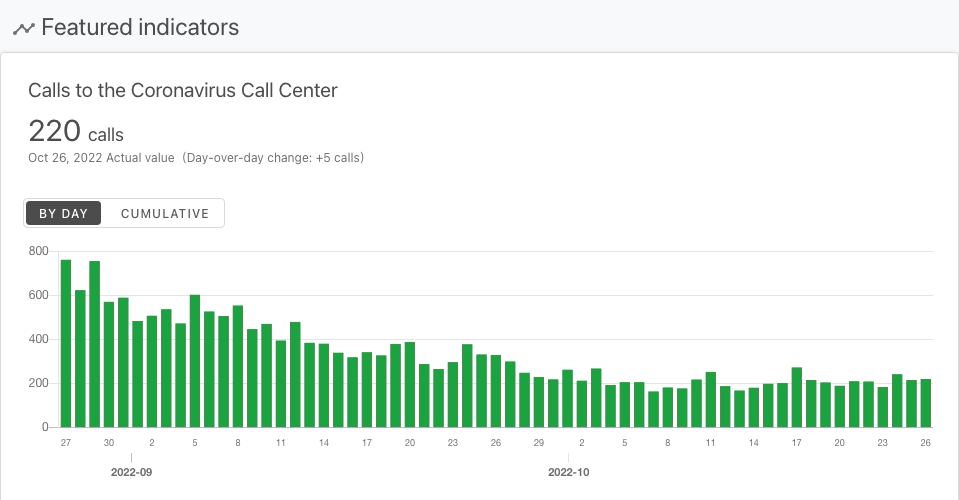 Featured indicators
Calls to the Coronavirus Call Center
220 calls
Oct 26, 2022 Actual value (Day-over-day change: +5 calls)
BY DAY CUMULATIVE
800
600
400
200
0
27 30 2 5 8 11 14 17 20 23 26 29 2 5 8 11 14 17 20 23 26
2022-09 2022-10